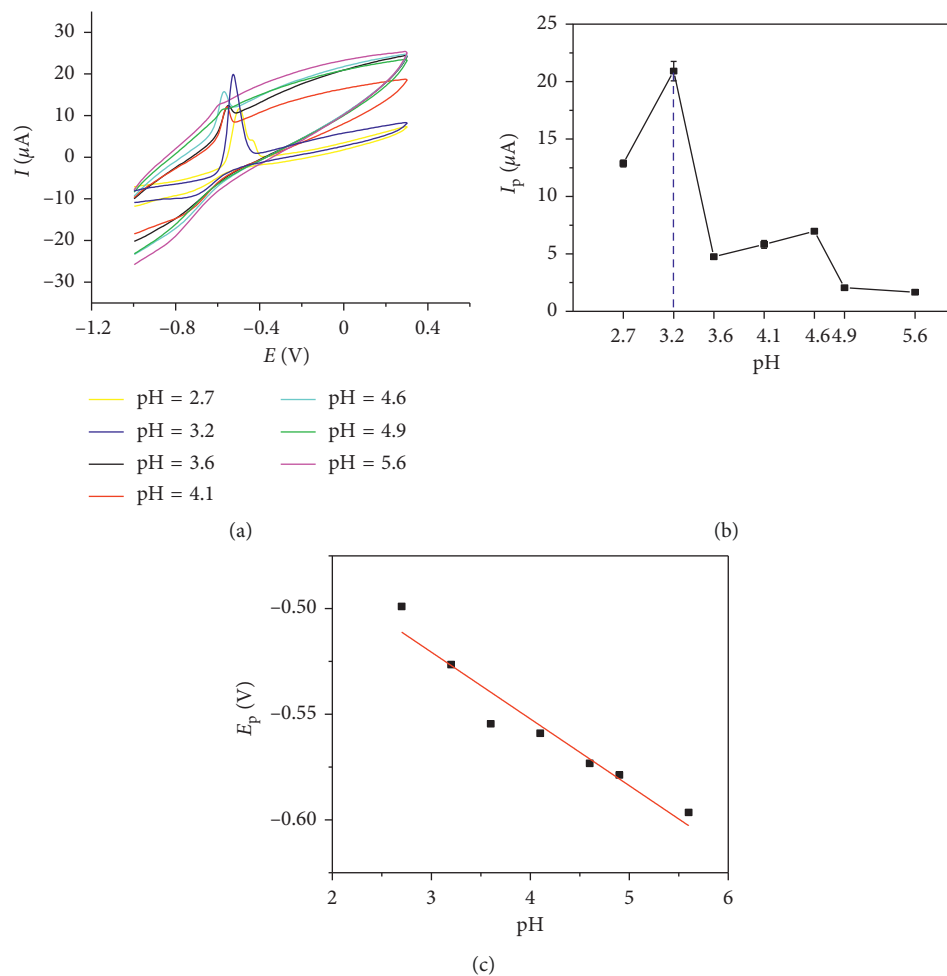 30
20
10
0
−10
−20
−30
I (μA)
−1.2 −0.8 −0.4 0 0.4
E (V)
pH = 2.7
pH = 3.2
pH = 3.6
pH = 4.1
pH = 4.6
pH = 4.9
pH = 5.6
(a)
25
20
15
10
5
0
Ip (μA)
2.7 3.2 3.6 4.1 4.6 4.9 5.6
pH
(b)
−0.50
−0.55
−0.60
Ep (V)
2 3 4 5 6
pH
(c)